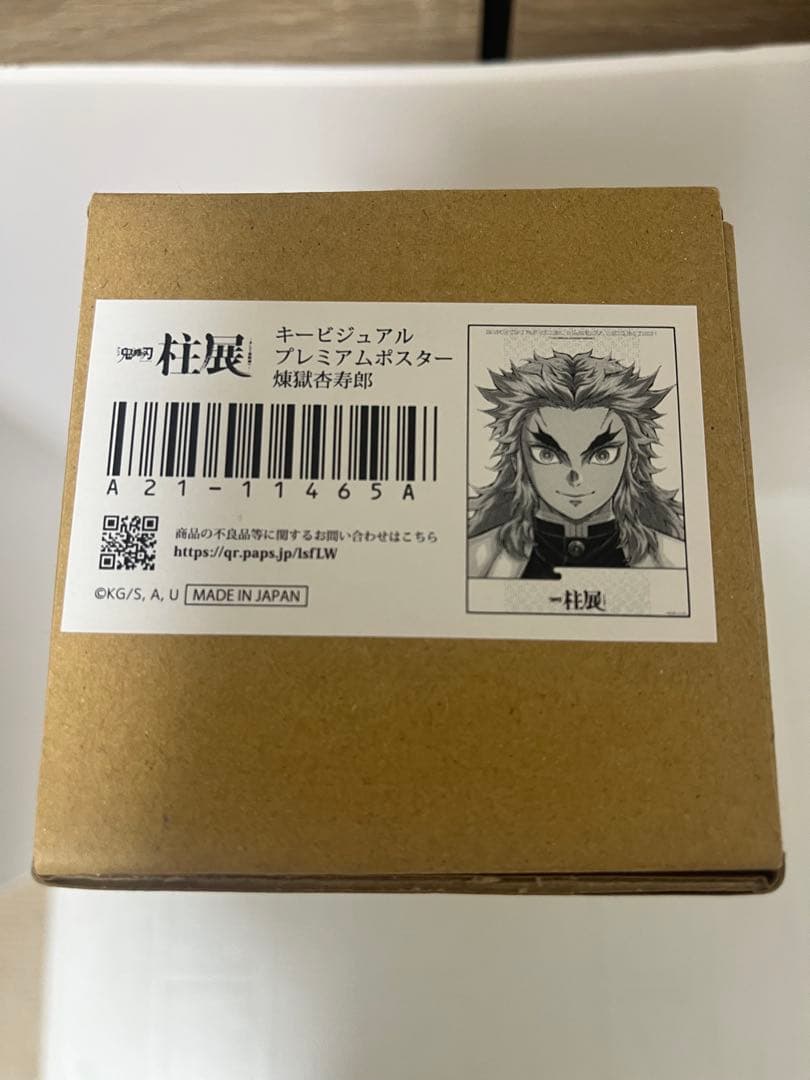 鬼滅の刃 柱展
キービジュアル
プレミアムポスター
煉獄杏寿郎
A21-11465A
商品の不良品等に関するお問い合わせはこちら
https://qr.paps.jp/lsfLW
©KG/S, A, U MADE IN JAPAN
柱展